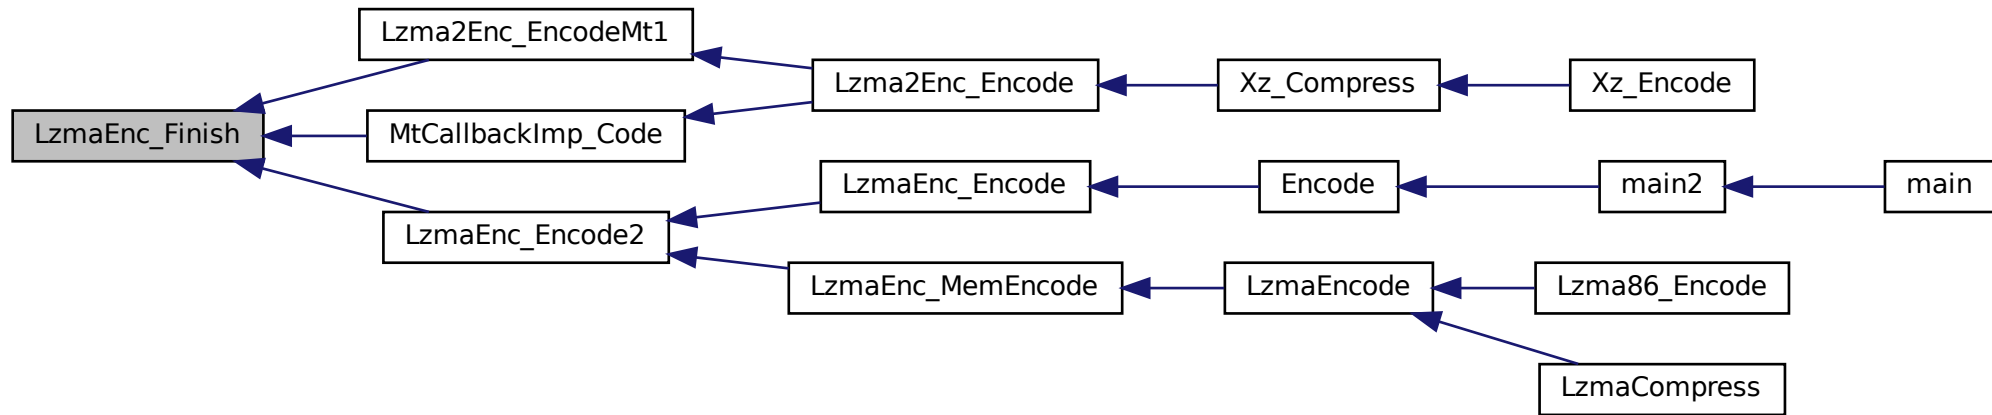 Lzma2Enc_EncodeMt1
Lzma2Enc_Encode
Xz_Compress
Xz_Encode
LzmaEnc_Finish
MtCallbackImp_Code
LzmaEnc_Encode
Encode
main2
main
LzmaEnc_Encode2
LzmaEnc_MemEncode
LzmaEncode
Lzma86_Encode
LzmaCompress